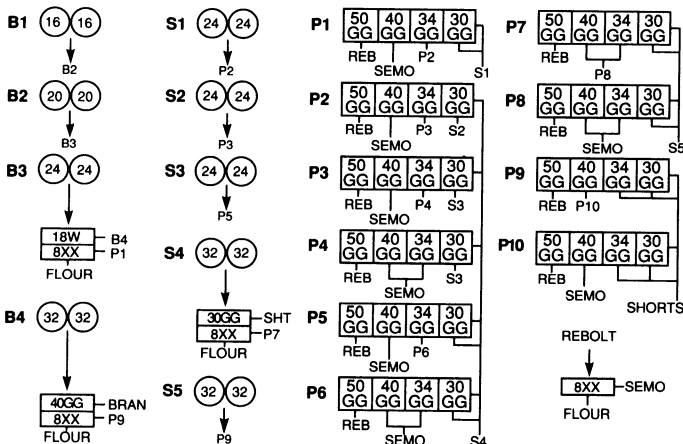 B1 16 16
B2
B2 20 20
B3
B3 24 24
18W B4
8XX P1
FLOUR
B4 32 32
40GG BRAN
8XX P9
FLOUR
S1 24 24
P2
S2 24 24
P3
S3 24 24
P5
S4 32 32
30GG SHT
8XX P7
FLOUR
S5 32 32
P9
P1 50 40 34 30
GG GG GG GG
REB P2
SEMO S1
P2 50 40 34 30
GG GG GG GG
REB P3 S2
SEMO
P3 50 40 34 30
GG GG GG GG
REB P4 S3
SEMO
P4 50 40 34 30
GG GG GG GG
REB S3
SEMO
P5 50 40 34 30
GG GG GG GG
REB P6
SEMO
P6 50 40 34 30
GG GG GG GG
REB
SEMO S4
P7 50 40 34 30
GG GG GG GG
REB
P8
P8 50 40 34 30
GG GG GG GG
REB
SEMO S5
P9 50 40 34 30
GG GG GG GG
REB P10
P10 50 40 34 30
GG GG GG GG
REB
SEMO
SHORTS
REBOLT
8XX SEMO
FLOUR